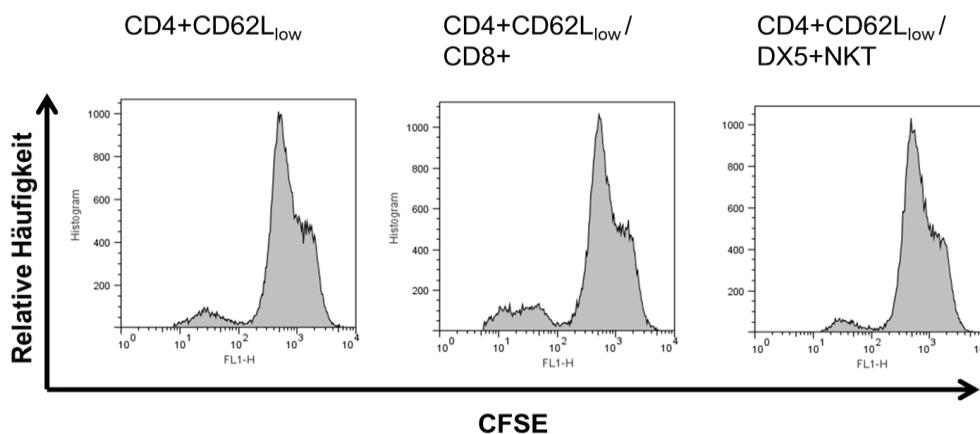 CD4+CD62Llow
CD4+CD62Llow/
CD8+
CD4+CD62Llow/
DX5+NKT
Relative Häufigkeit
Histogram
1000
800
600
400
200
10^0 10^1 10^2 10^3 10^4
FL1-H
Histogram
1000
800
600
400
200
10^0 10^1 10^2 10^3 10^4
FL1-H
1000
800
600
400
200
10^0 10^1 10^2 10^3
FL1-H
CFSE